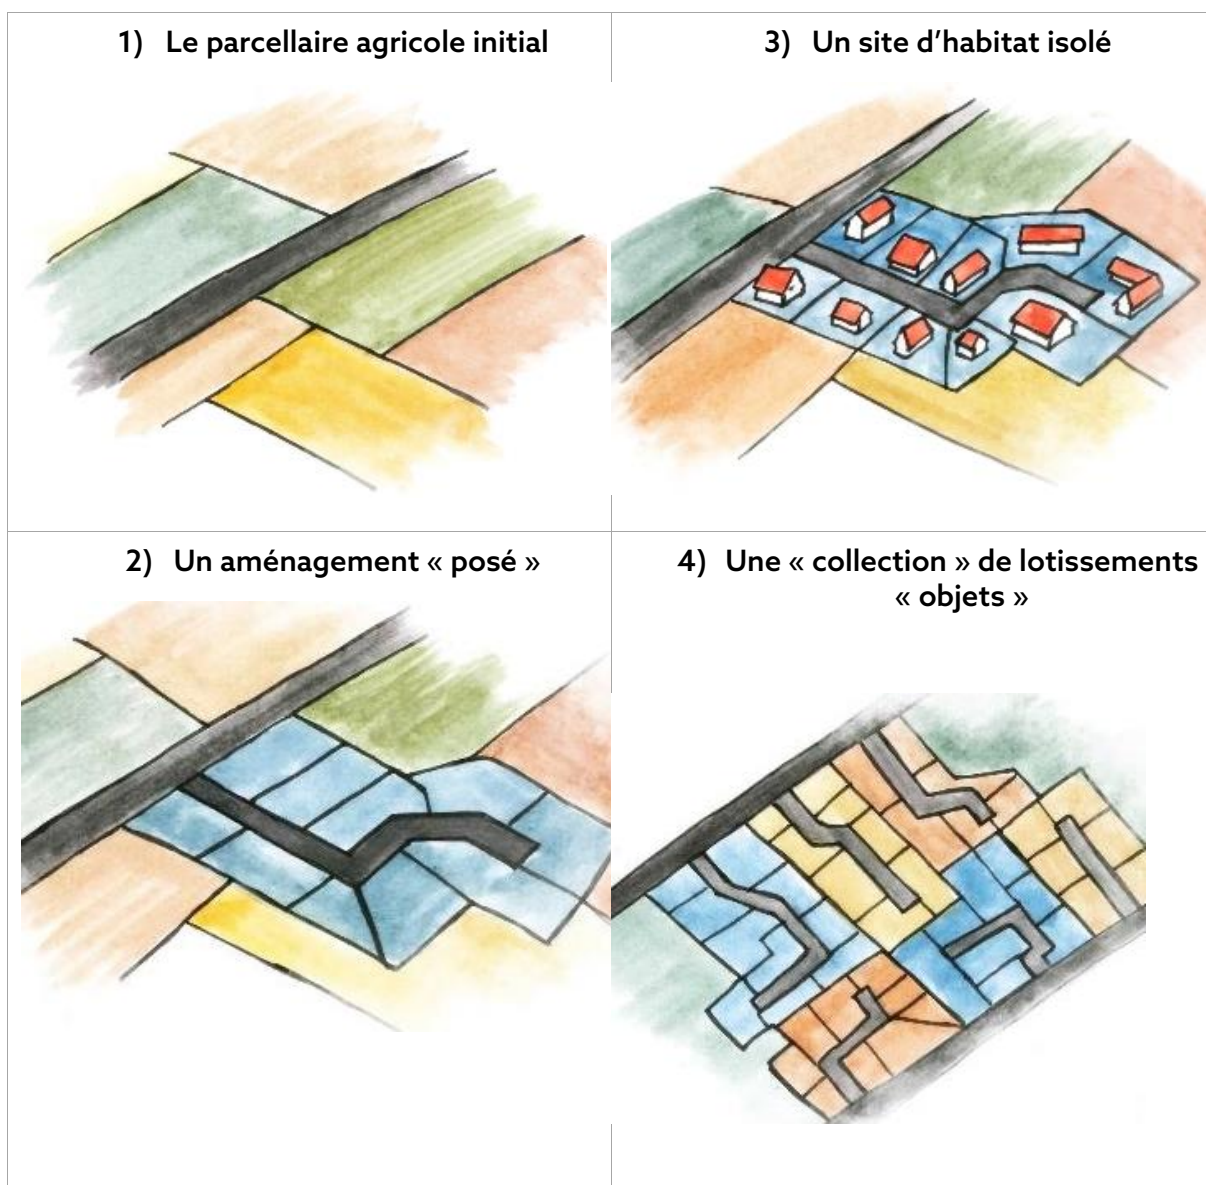 1) Le parcellaire agricole initial
3) Un site d’habitat isolé
2) Un aménagement « posé »
4) Une « collection » de lotissements
« objets »